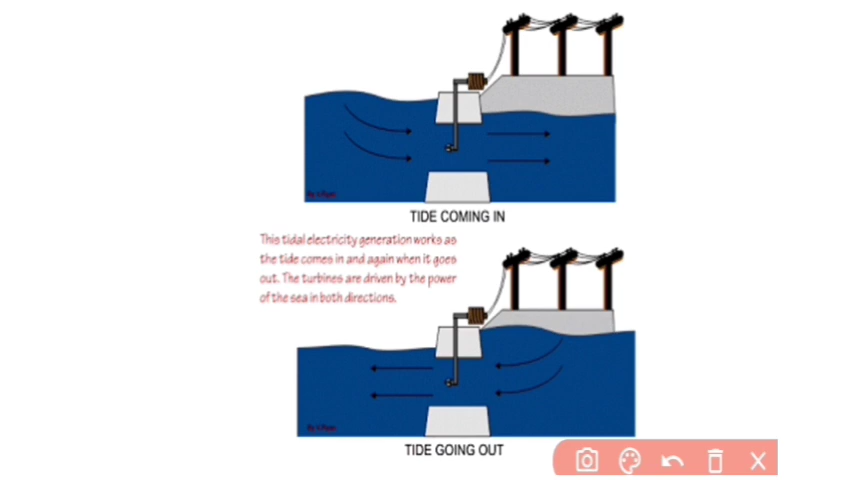 TIDE COMING IN
This tidal electricity generation works as
the tide comes in and again when it goes
out. The turbines are driven by the power
of the sea in both directions.
TIDE GOING OUT